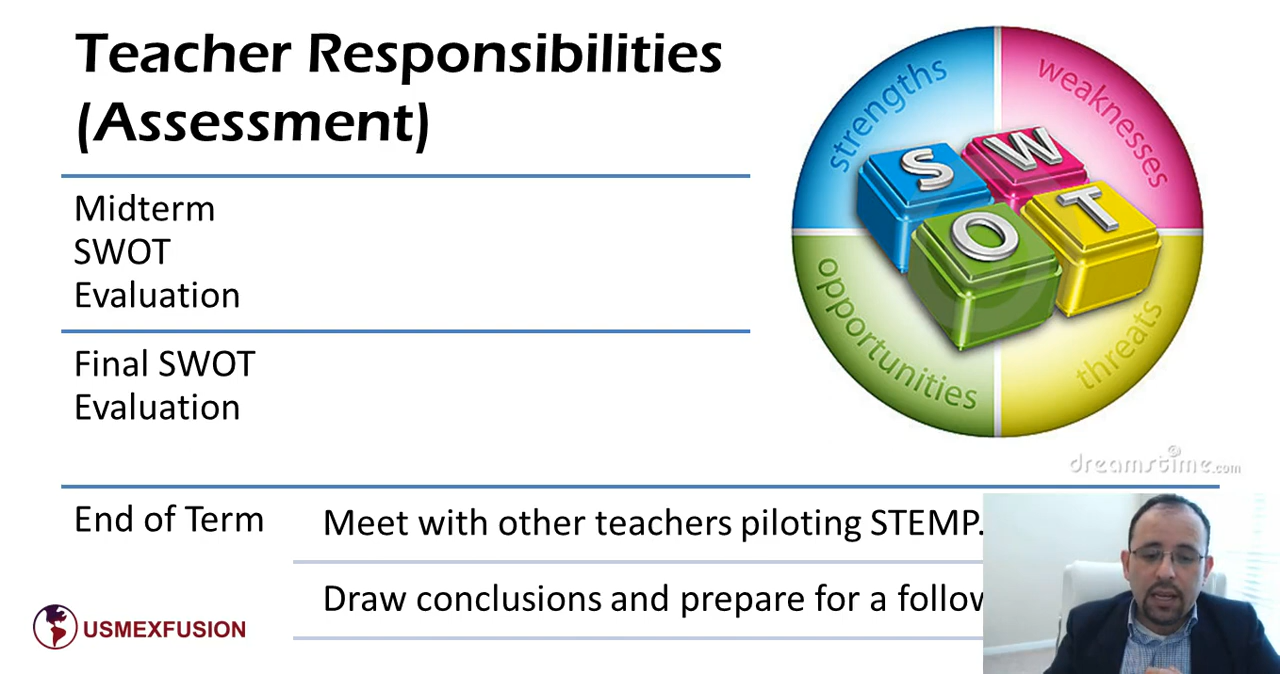 Teacher Responsibilities
(Assessment)
Midterm
SWOT
Evaluation
Final SWOT
Evaluation
End of Term
Meet with other teachers piloting STEMP.
Draw conclusions and prepare for a
USMEXFUSION
strengths
weaknesses
opportunities
threats
S
W
O
T
dreamstime.com